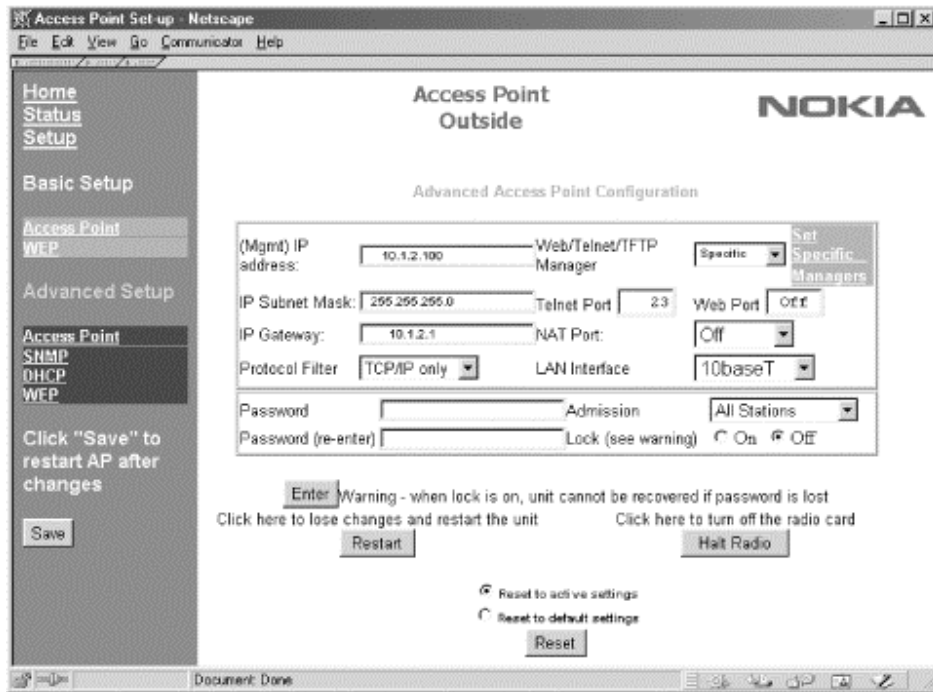 Access Point Set-up - Netscape
File Edit View Go Communicator Help
Home
Status
Setup
Basic Setup
Access Point
WEP
Advanced Setup
Access Point
SNMP
DHCP
WEP
Click "Save" to
restart AP after
changes
Save
Access Point
Outside
NOKIA
Advanced Access Point Configuration
(Mgmt) IP address: 10.1.2.100 Web/Telnet/TFTP Manager Specific Set Specific Managers
IP Subnet Mask: 255.255.255.0 Telnet Port 23 Web Port Off
IP Gateway: 10.1.2.1 NAT Port: Off
Protocol Filter TCP/IP only LAN Interface 10baseT
Password Admission All Stations
Password (re-enter) Lock (see warning) On Off
Enter Warning - when lock is on, unit cannot be recovered if password is lost
Click here to lose changes and restart the unit Click here to turn off the radio card
Restart Halt Radio
Reset to active settings
Reset to default settings
Reset
Document: Done